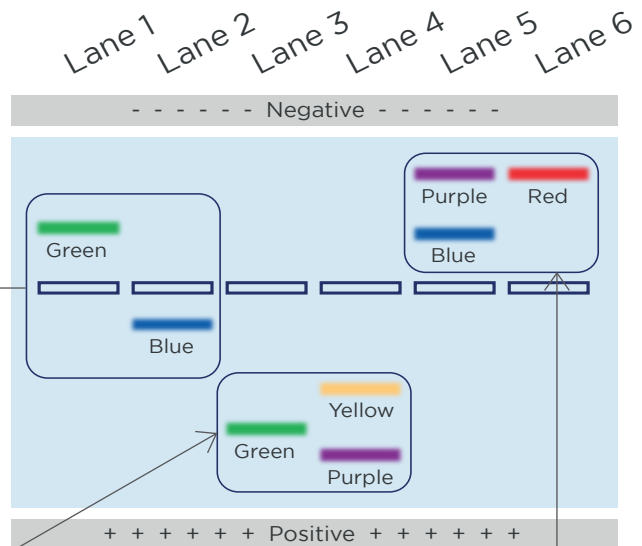 Lane 1 Lane 2 Lane 3 Lane 4 Lane 5 Lane 6
- - - - - - Negative - - - - - -
Purple Red
Green
Blue
Blue
Yellow
Green
Purple
+ + + + + + Positive + + + + + +